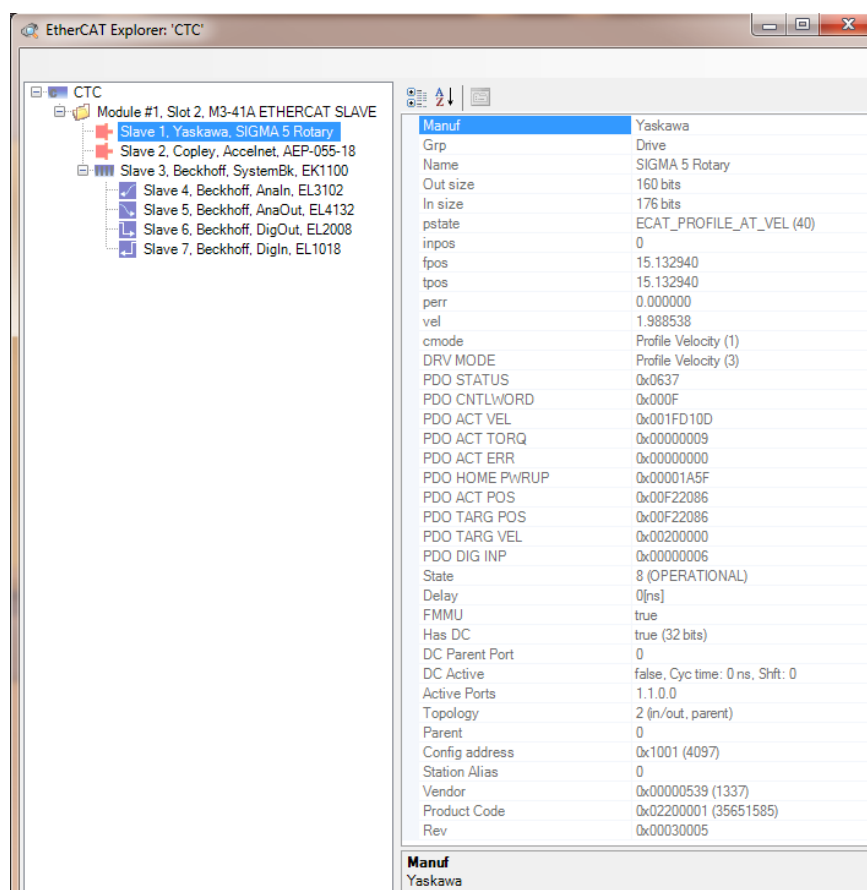 EtherCAT Explorer: 'CTC'
CTC
Module #1, Slot 2, M3-41A ETHERCAT SLAVE
Slave 1, Yaskawa, SIGMA 5 Rotary
Slave 2, Copley, Accelnet, AEP-055-18
Slave 3, Beckhoff, SystemBk, EK1100
Slave 4, Beckhoff, AnaIn, EL3102
Slave 5, Beckhoff, AnaOut, EL4132
Slave 6, Beckhoff, DigOut, EL2008
Slave 7, Beckhoff, DigIn, EL1018
Manuf Yaskawa
Grp Drive
Name SIGMA 5 Rotary
Out size 160 bits
In size 176 bits
pstate ECAT_PROFILE_AT_VEL (40)
inpos 0
fpos 15.132940
tpos 15.132940
perr 0.000000
vel 1.988538
cmode Profile Velocity (1)
DRV MODE Profile Velocity (3)
PDO STATUS 0x0637
PDO CNTLWORD 0x000F
PDO ACT VEL 0x001FD10D
PDO ACT TORQ 0x00000009
PDO ACT ERR 0x00000000
PDO HOME PWRUP 0x00001A5F
PDO ACT POS 0x00F22086
PDO TARG POS 0x00F22086
PDO TARG VEL 0x00200000
PDO DIG INP 0x00000006
State 8 (OPERATIONAL)
Delay 0[ns]
FMMU true
Has DC true (32 bits)
DC Parent Port 0
DC Active false, Cyc time: 0 ns, Shft: 0
Active Ports 1.1.0.0
Topology 2 (in/out, parent)
Parent 0
Config address 0x1001 (4097)
Station Alias 0
Vendor 0x00000539 (1337)
Product Code 0x02200001 (35651585)
Rev 0x00030005
Manuf
Yaskawa